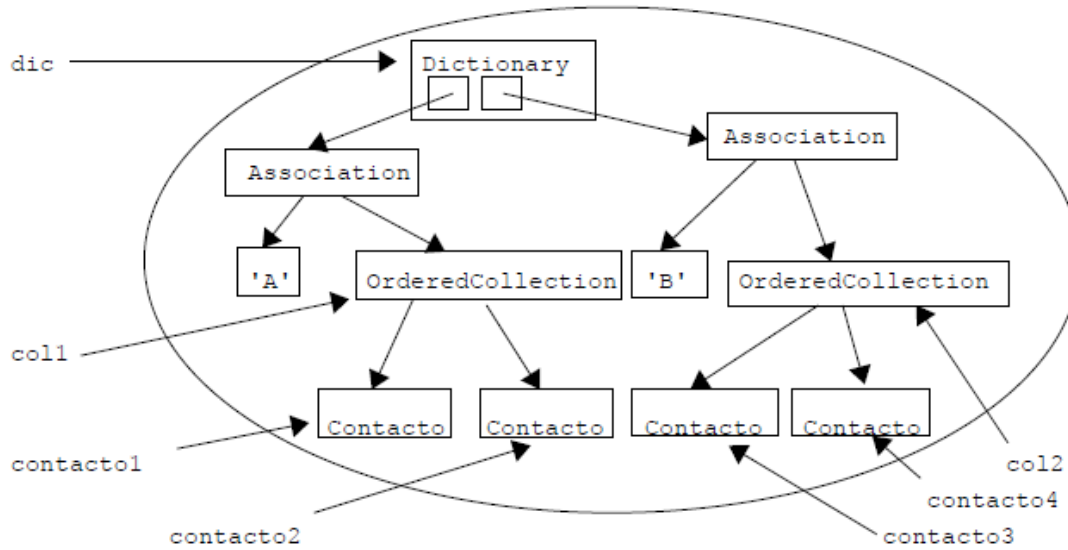 dic
Dictionary
Association
Association
'A'
OrderedCollection
'B'
OrderedCollection
col1
Contacto
Contacto
Contacto
Contacto
contacto1
col2
contacto4
contacto2
contacto3